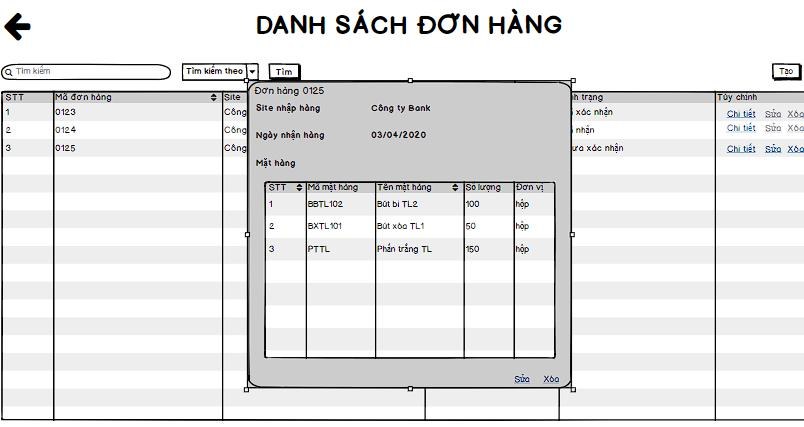 DANH SÁCH ĐƠN HÀNG
Tìm kiếm
Tìm kiếm theo
Tìm
Tạo
STT Mã đơn hàng Site nh trạng Tùy chỉnh
1 0123 Công xác nhận Chi tiết Sửa Xóa
2 0124 Công nhận Chi tiết Sửa Xóa
3 0125 Công ưa xác nhận Chi tiết Sửa Xóa
Đơn hàng 0125
Site nhập hàng Công ty Bank
Ngày nhận hàng 03/04/2020
Mặt hàng
STT Mã mặt hàng Tên mặt hàng Số lượng Đơn vị
1 BBTL102 Bút bi TL2 100 hộp
2 BXTL101 Bút xóa TL1 50 hộp
3 PTTL Phấn trắng TL 150 hộp
Sửa Xóa